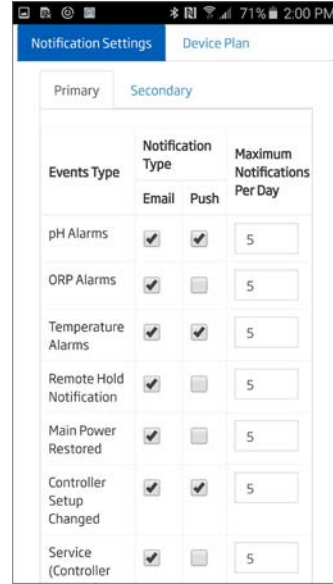 71% 2:00 PM
Notification Settings Device Plan
Primary Secondary
Events Type
Notification
Type
Email Push
Maximum
Notifications
Per Day
pH Alarms 5
ORP Alarms 5
Temperature
Alarms 5
Remote Hold
Notification 5
Main Power
Restored 5
Controller
Setup
Changed 5
Service
(Controller 5